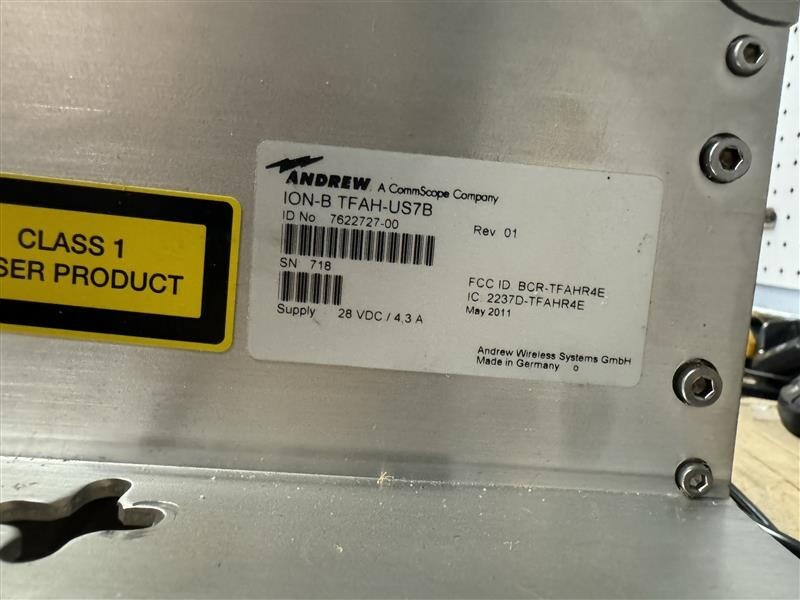 CLASS 1
SER PRODUCT
ANDREW. A CommScope Company
ION-B TFAH-US7B
ID No 7622727-00
Rev 01
SN 718
FCC ID BCR-TFAHR4E
IC. 2237D-TFAHR4E
May 2011
Supply 28 VDC / 4,3 A
Andrew Wireless Systems GmbH
Made in Germany o